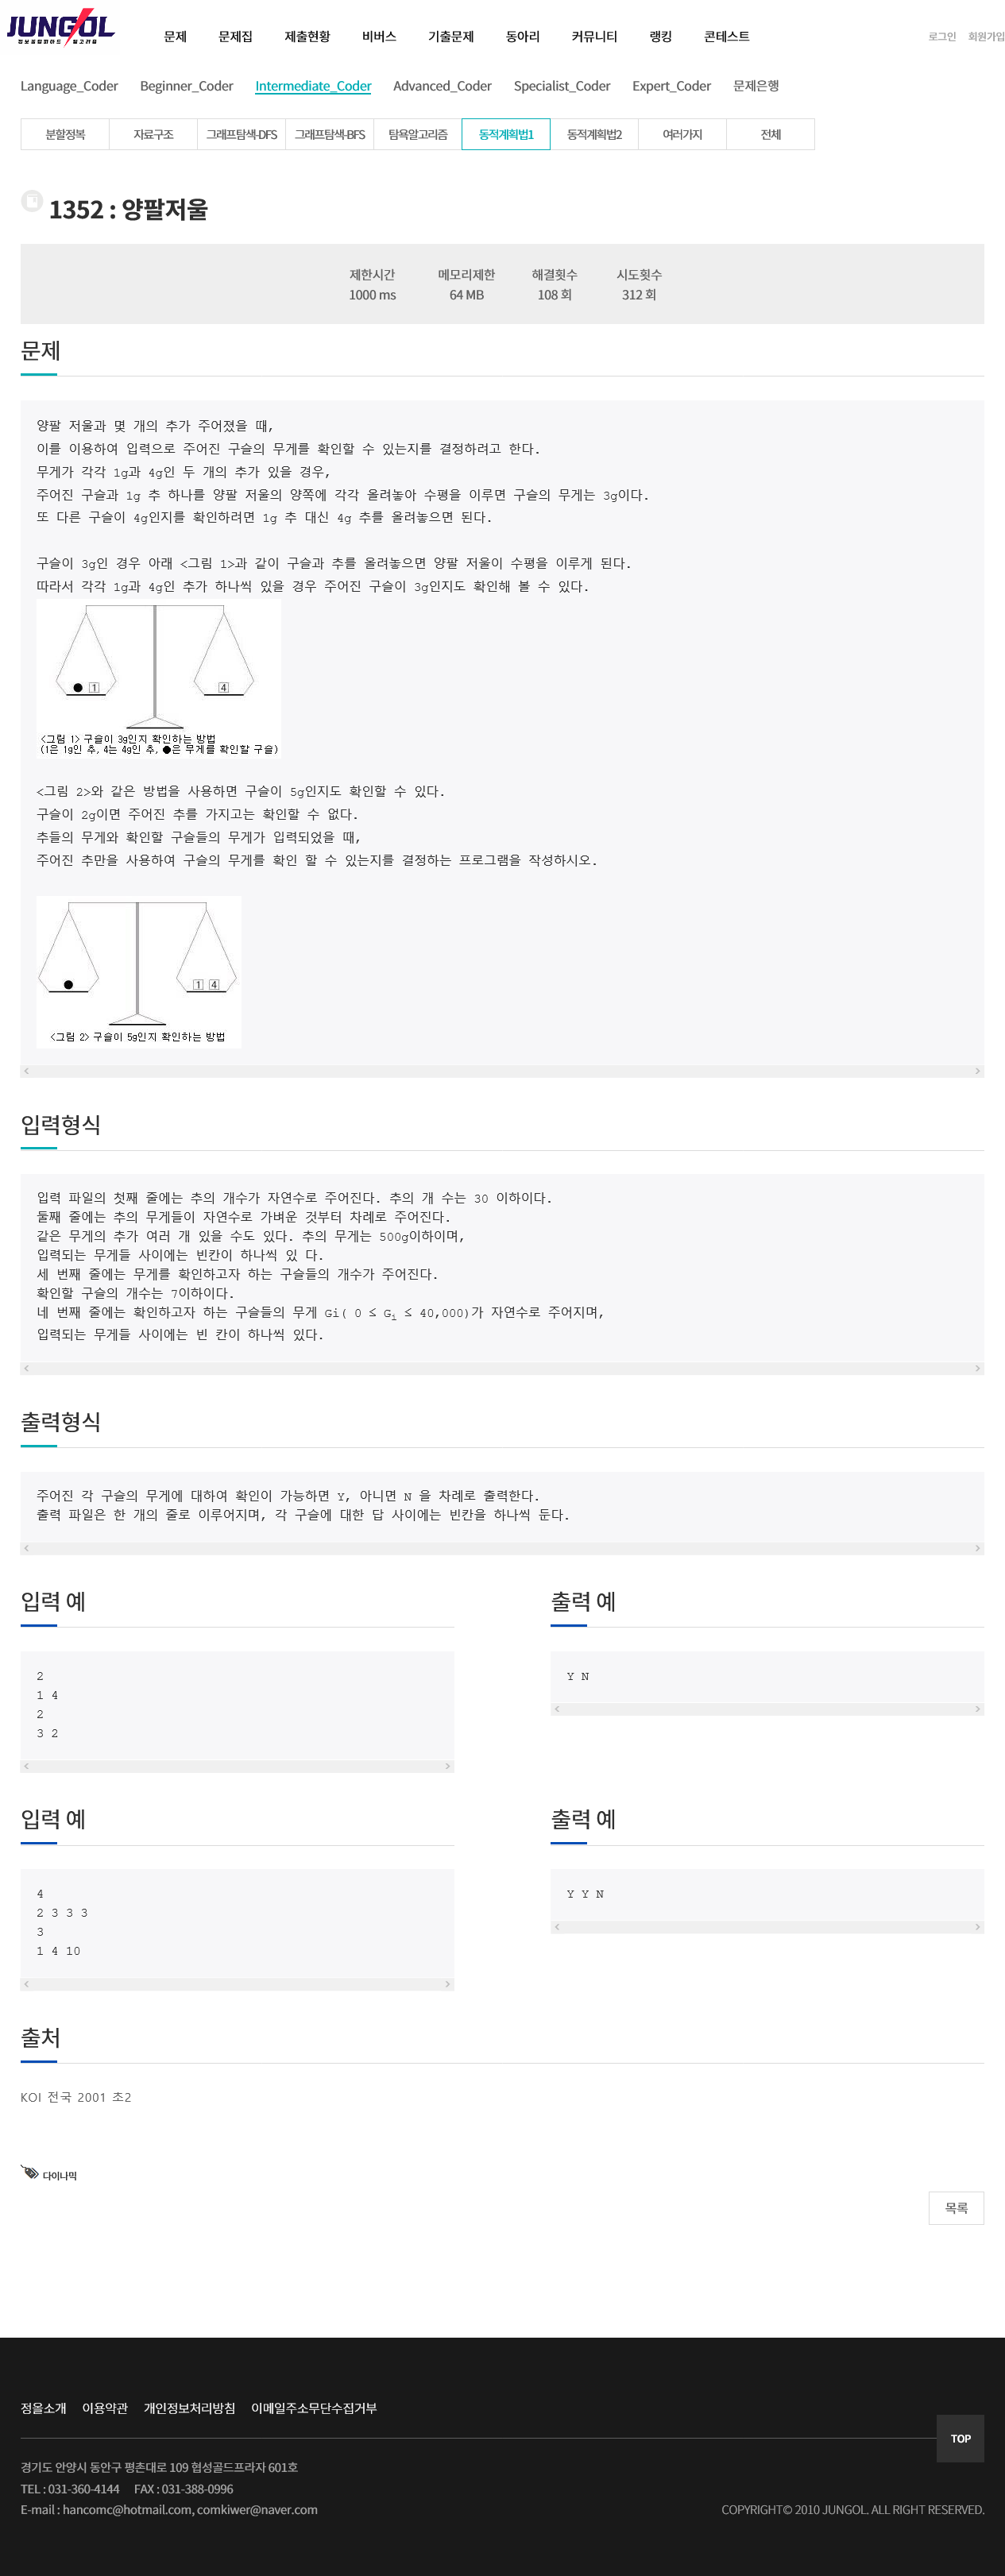 JUNGOL
정보올림피아드 & 알고리즘
문제 문제집 제출현황 비버스 기출문제 동아리 커뮤니티 랭킹 콘테스트 로그인 회원가입
Language_Coder Beginner_Coder Intermediate_Coder Advanced_Coder Specialist_Coder Expert_Coder 문제은행
분할정복 자료구조 그래프탐색-DFS 그래프탐색-BFS 탐욕알고리즘 동적계획법1 동적계획법2 여러가지 전체
1352 : 양팔저울
제한시간 메모리제한 해결횟수 시도횟수
1000 ms 64 MB 108 회 312 회
문제
양팔 저울과 몇 개의 추가 주어졌을 때,
이를 이용하여 입력으로 주어진 구슬의 무게를 확인할 수 있는지를 결정하려고 한다.
무게가 각각 1g과 4g인 두 개의 추가 있을 경우,
주어진 구슬과 1g 추 하나를 양팔 저울의 양쪽에 각각 올려놓아 수평을 이루면 구슬의 무게는 3g이다.
또 다른 구슬이 4g인지를 확인하려면 1g 추 대신 4g 추를 올려놓으면 된다.
구슬이 3g인 경우 아래 <그림 1>과 같이 구슬과 추를 올려놓으면 양팔 저울이 수평을 이루게 된다.
따라서 각각 1g과 4g인 추가 하나씩 있을 경우 주어진 구슬이 3g인지도 확인해 볼 수 있다.
1 4
<그림 1> 구슬이 3g인지 확인하는 방법
(1은 1g인 추, 4는 4g인 추, ●은 무게를 확인할 구슬)
<그림 2>와 같은 방법을 사용하면 구슬이 5g인지도 확인할 수 있다.
구슬이 2g이면 주어진 추를 가지고는 확인할 수 없다.
추들의 무게와 확인할 구슬들의 무게가 입력되었을 때,
주어진 추만을 사용하여 구슬의 무게를 확인 할 수 있는지를 결정하는 프로그램을 작성하시오.
1 4
<그림 2> 구슬이 5g인지 확인하는 방법
입력형식
입력 파일의 첫째 줄에는 추의 개수가 자연수로 주어진다. 추의 개 수는 30 이하이다.
둘째 줄에는 추의 무게들이 자연수로 가벼운 것부터 차례로 주어진다.
같은 무게의 추가 여러 개 있을 수도 있다. 추의 무게는 500g이하이며,
입력되는 무게들 사이에는 빈칸이 하나씩 있 다.
세 번째 줄에는 무게를 확인하고자 하는 구슬들의 개수가 주어진다.
확인할 구슬의 개수는 7이하이다.
네 번째 줄에는 확인하고자 하는 구슬들의 무게 Gi( 0 ≤ Gi ≤ 40,000)가 자연수로 주어지며,
입력되는 무게들 사이에는 빈 칸이 하나씩 있다.
출력형식
주어진 각 구슬의 무게에 대하여 확인이 가능하면 Y, 아니면 N 을 차례로 출력한다.
출력 파일은 한 개의 줄로 이루어지며, 각 구슬에 대한 답 사이에는 빈칸을 하나씩 둔다.
입력 예
2
1 4
2
3 2
출력 예
Y N
입력 예
4
2 3 3 3
3
1 4 10
출력 예
Y Y N
출처
KOI 전국 2001 초2
다이나믹
목록
정올소개 이용약관 개인정보처리방침 이메일주소무단수집거부
TOP
경기도 안양시 동안구 평촌대로 109 협성골드프라자 601호
TEL : 031-360-4144 FAX : 031-388-0996
E-mail : hancomc@hotmail.com, comkiwer@naver.com
COPYRIGHT© 2010 JUNGOL. ALL RIGHT RESERVED.